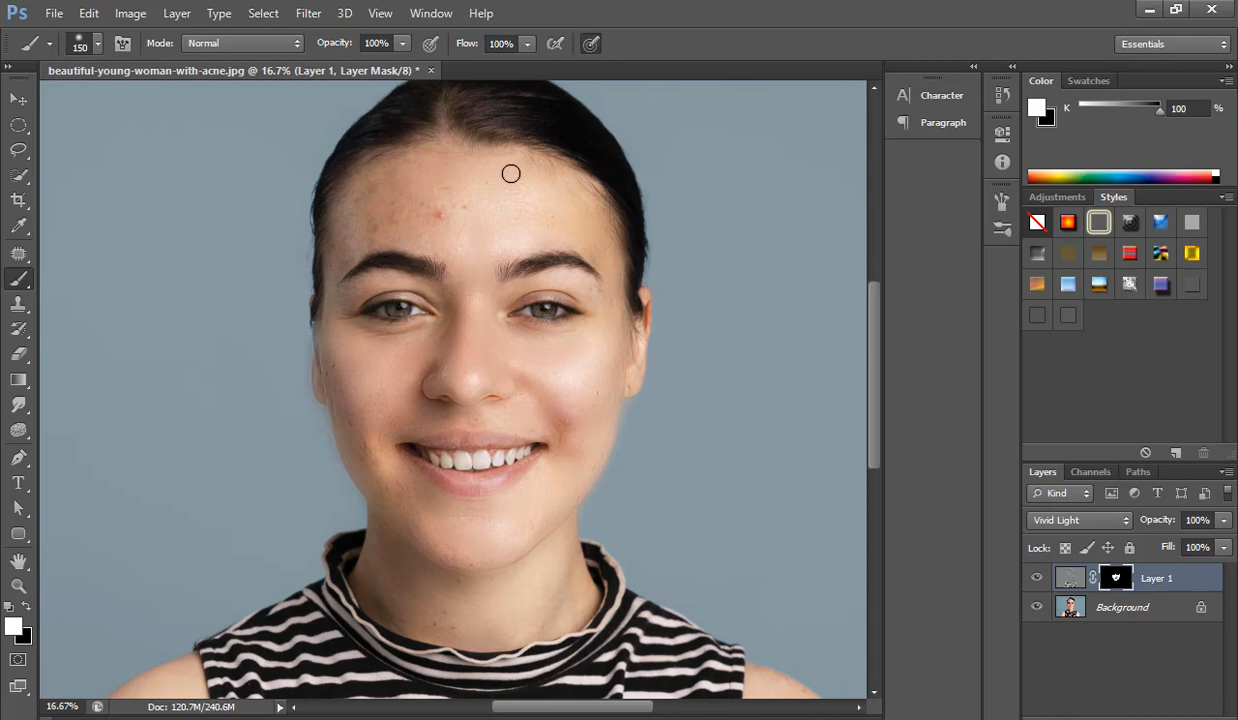 Ps File Edit Image Layer Type Select Filter 3D View Window Help
150 Mode: Normal Opacity: 100% Flow: 100% Essentials
beautiful-young-woman-with-acne.jpg @ 16.7% (Layer 1, Layer Mask/8) * ×
Character
Paragraph
Color Swatches
K 100 %
Adjustments Styles
Layers Channels Paths
Kind
Vivid Light Opacity: 100%
Lock: Fill: 100%
Layer 1
Background
16.67% Doc: 120.7M/240.6M